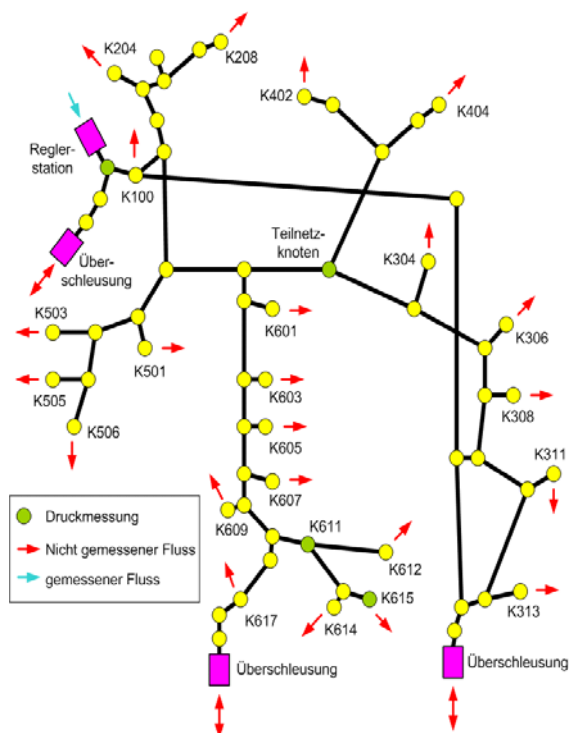 K204
K208
K402
K404
Regler-
station
K100
Teilnetz-
knoten
K304
Über-
schleusung
K503
K601
K306
K501
K505
K603
K308
K506
K605
K311
K607
Druckmessung
K609
K611
Nicht gemessener Fluss
K612
gemessener Fluss
K615
K617
K614
K313
Überschleusung
Überschleusung